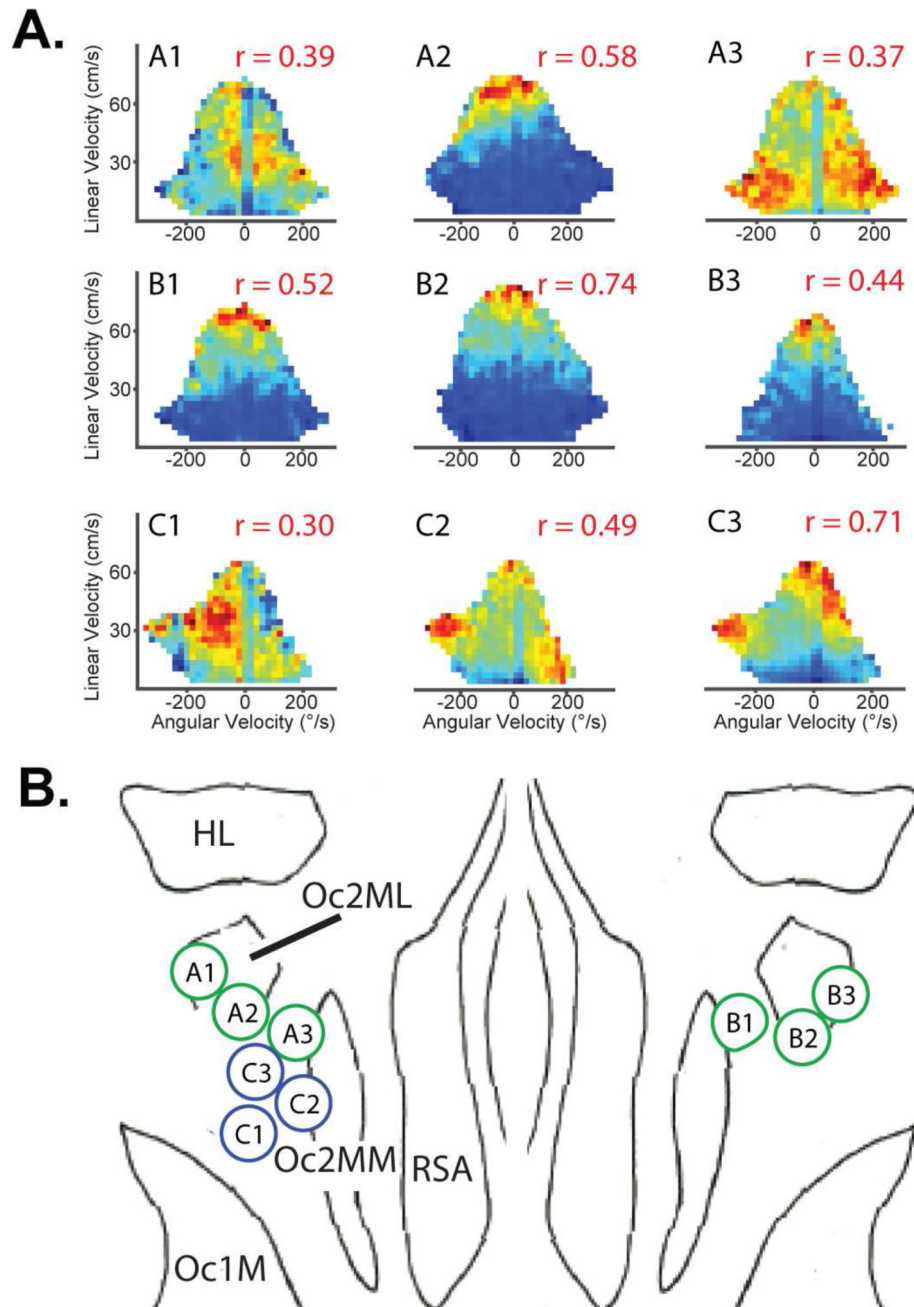 A.
A1 r = 0.39 A2 r = 0.58 A3 r = 0.37
Linear Velocity (cm/s)
60
30
-200 0 200 -200 0 200 -200 0 200
B1 r = 0.52 B2 r = 0.74 B3 r = 0.44
Linear Velocity (cm/s)
60
30
-200 0 200 -200 0 200 -200 0 200
C1 r = 0.30 C2 r = 0.49 C3 r = 0.71
Linear Velocity (cm/s)
60
30
-200 0 200 -200 0 200 -200 0 200
Angular Velocity (°/s) Angular Velocity (°/s) Angular Velocity (°/s)
B.
HL
Oc2ML
A1
A2
A3
B1
B2
B3
C3
C2
C1
Oc2MM
RSA
Oc1M